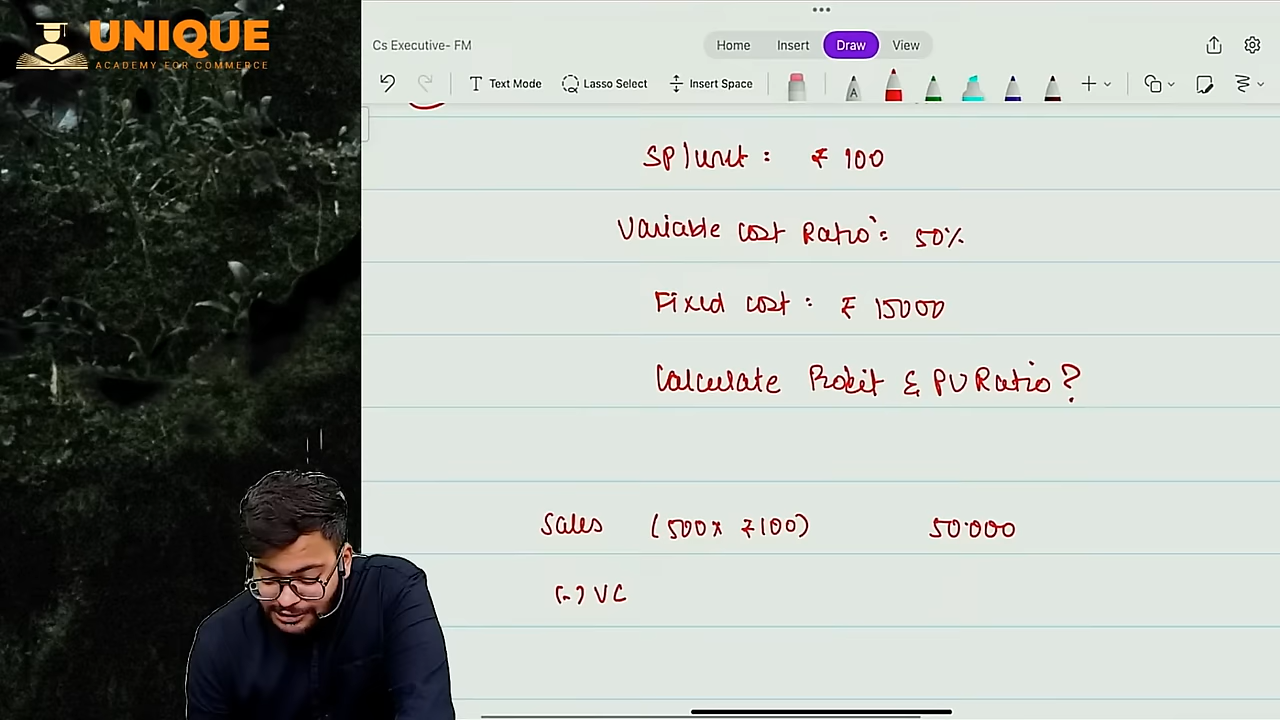 UNIQUE
ACADEMY FOR COMMERCE
Cs Executive- FM
Home Insert Draw View
Text Mode Lasso Select Insert Space
SP/unit : ₹ 100
Variable cost Ratio : 50%
Fixed cost : ₹ 15000
Calculate Profit & PV Ratio ?
Sales (500 x ₹100) 50,000
(-) VC